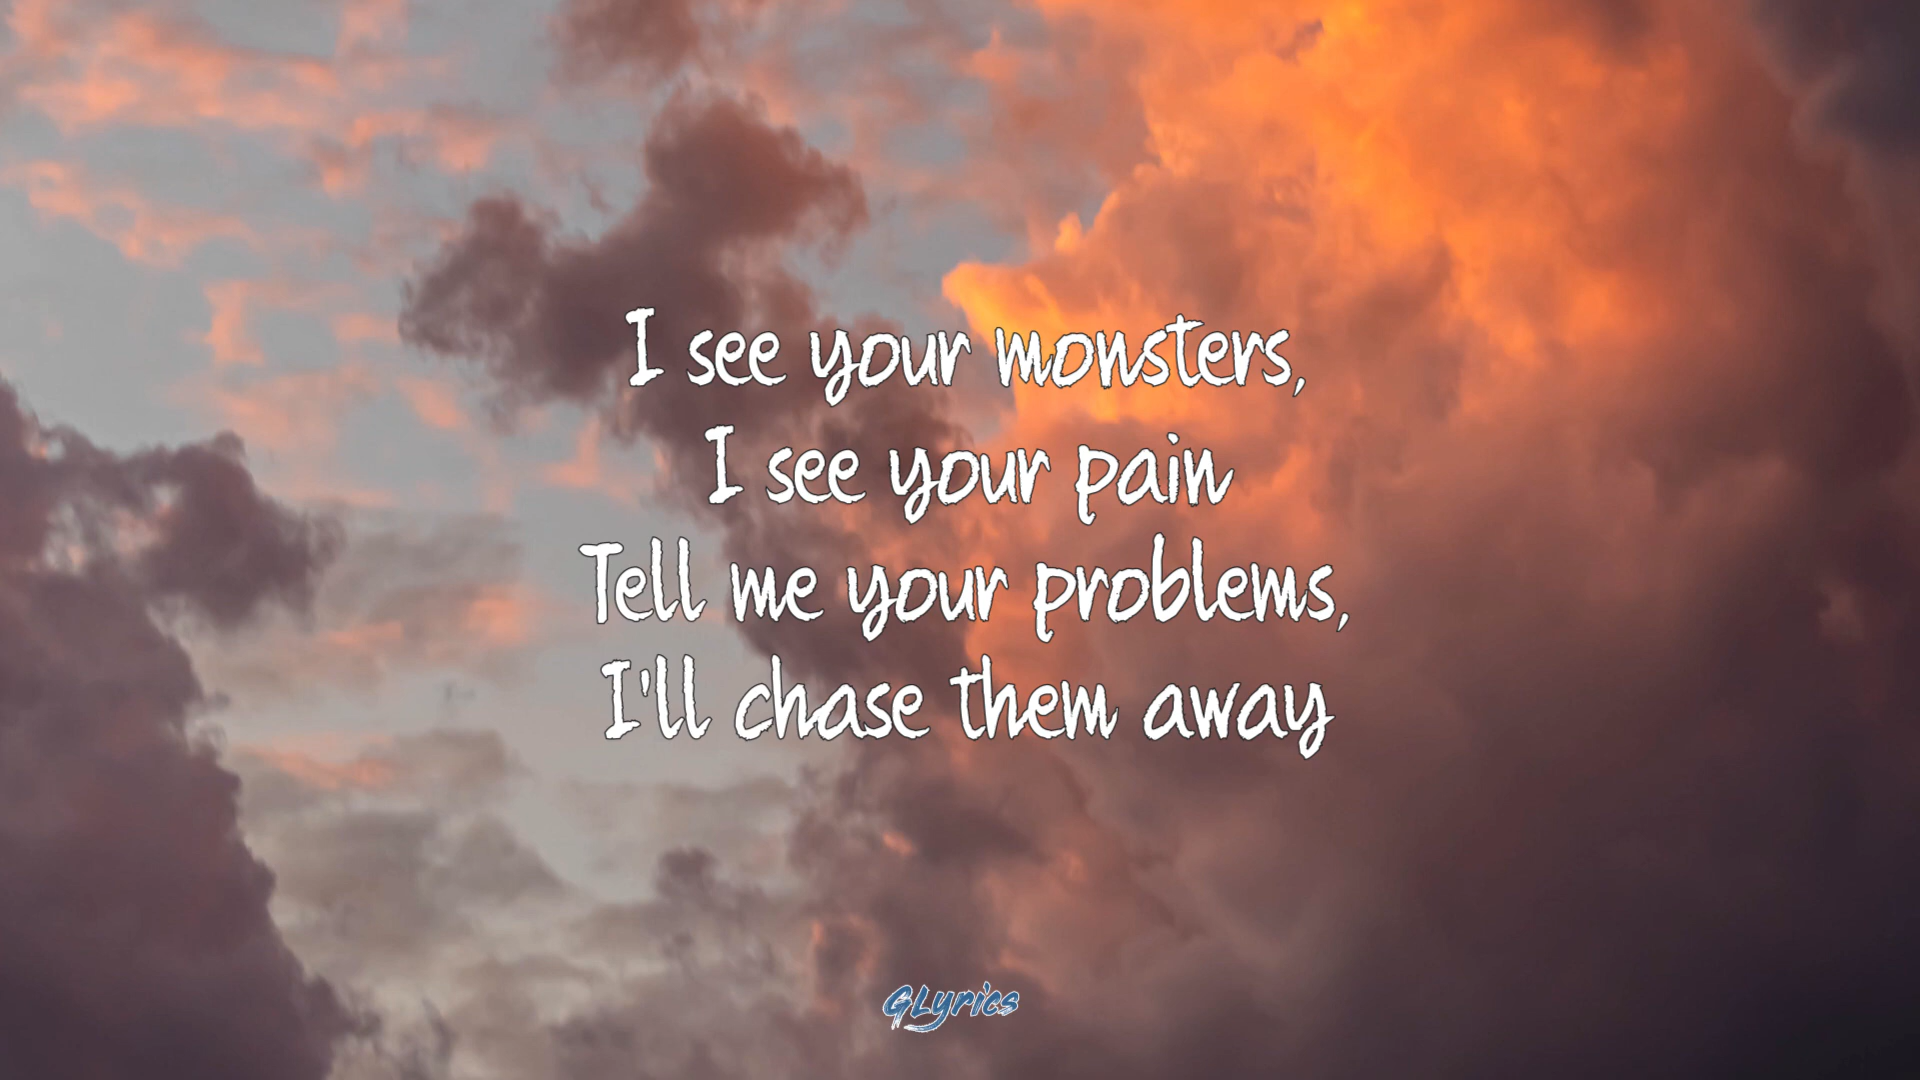 I see your monsters,
I see your pain
Tell me your problems,
I'll chase them away
GLyrics